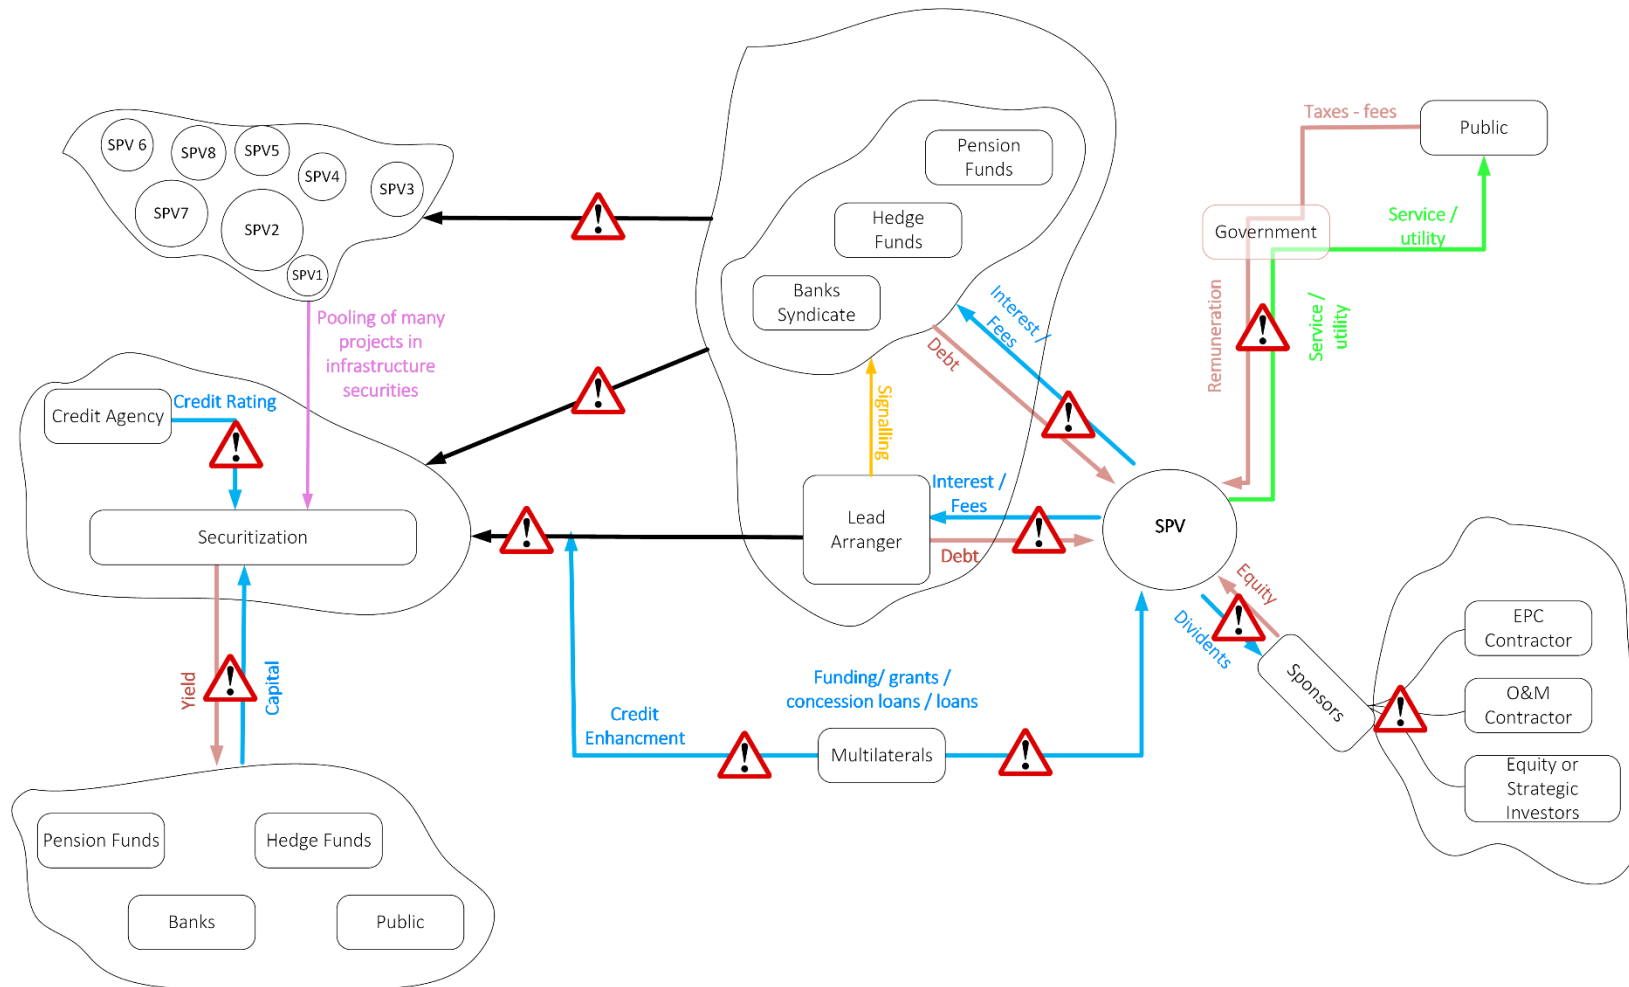 SPV 6
SPV8
SPV5
SPV4
SPV3
SPV7
SPV2
SPV1
Pooling of many
projects in
infrastructure
securities
Credit Agency
Credit Rating
Securitization
Yield
Capital
Pension Funds
Hedge Funds
Banks
Public
Pension
Funds
Hedge
Funds
Banks
Syndicate
Interest /
Fees
Debt
Signalling
Lead
Arranger
Interest /
Fees
Debt
SPV
Funding/ grants /
concession loans / loans
Credit
Enhancment
Multilaterals
Taxes - fees
Public
Government
Service /
utility
Remuneration
Service /
utility
Equity
Dividents
Sponsors
EPC
Contractor
O&M
Contractor
Equity or
Strategic
Investors